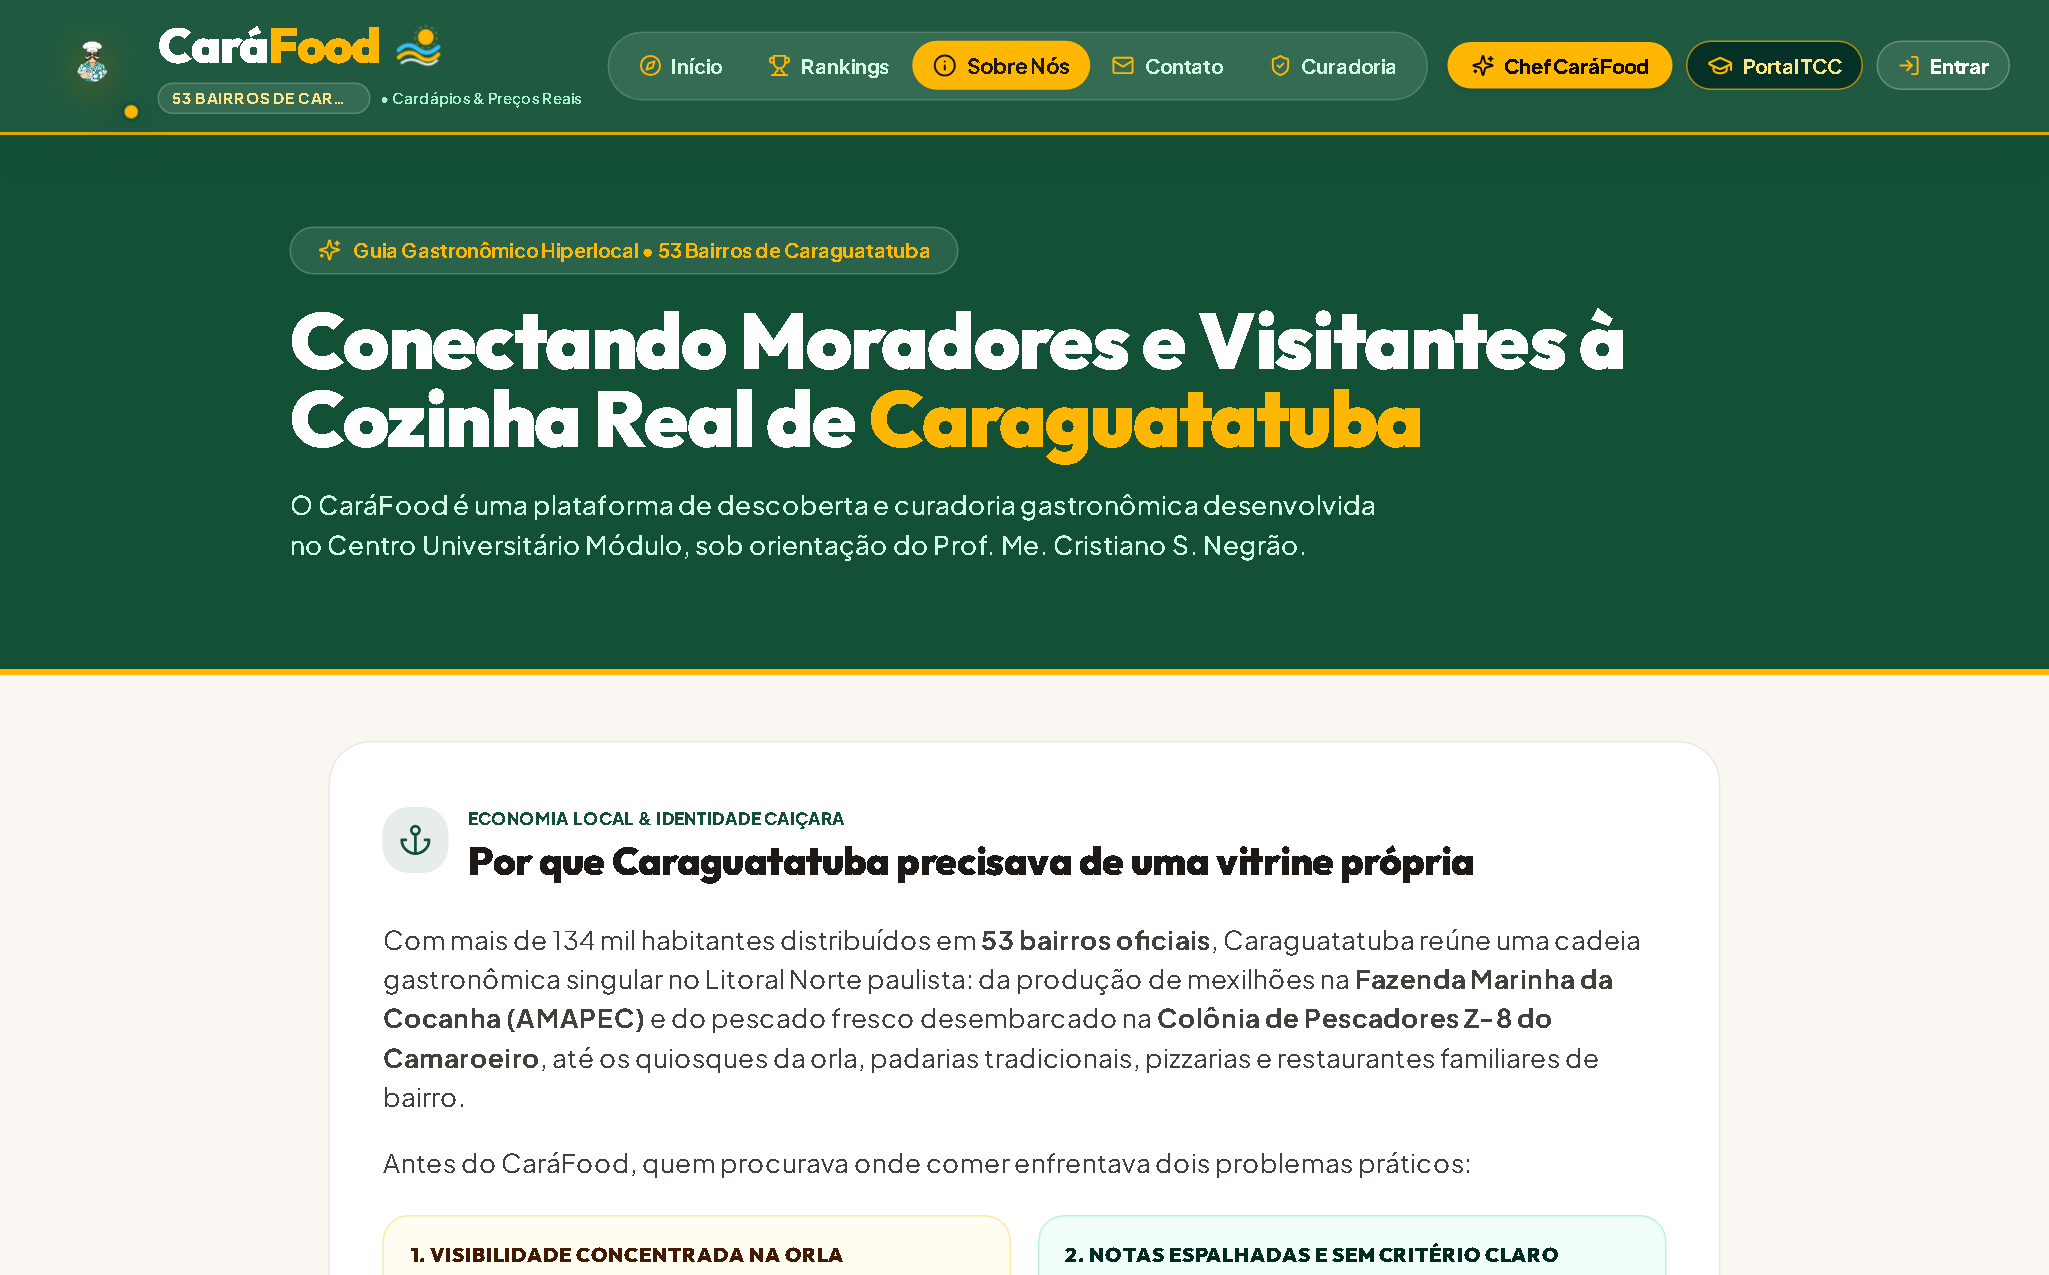 CaráFood
53 BAIRROS DE CAR...
• Cardápios & Preços Reais
Início
Rankings
Sobre Nós
Contato
Curadoria
Chef CaráFood
Portal TCC
Entrar
Guia Gastronômico Hiperlocal • 53 Bairros de Caraguatatuba
Conectando Moradores e Visitantes à
Cozinha Real de Caraguatatuba
O CaráFood é uma plataforma de descoberta e curadoria gastronômica desenvolvida
no Centro Universitário Módulo, sob orientação do Prof. Me. Cristiano S. Negrão.
ECONOMIA LOCAL & IDENTIDADE CAIÇARA
Por que Caraguatatuba precisava de uma vitrine própria
Com mais de 134 mil habitantes distribuídos em 53 bairros oficiais, Caraguatatuba reúne uma cadeia
gastronômica singular no Litoral Norte paulista: da produção de mexilhões na Fazenda Marinha da
Cocanha (AMAPEC) e do pescado fresco desembarcado na Colônia de Pescadores Z-8 do
Camaroeiro, até os quiosques da orla, padarias tradicionais, pizzarias e restaurantes familiares de
bairro.
Antes do CaráFood, quem procurava onde comer enfrentava dois problemas práticos:
1. VISIBILIDADE CONCENTRADA NA ORLA
2. NOTAS ESPALHADAS E SEM CRITÉRIO CLARO